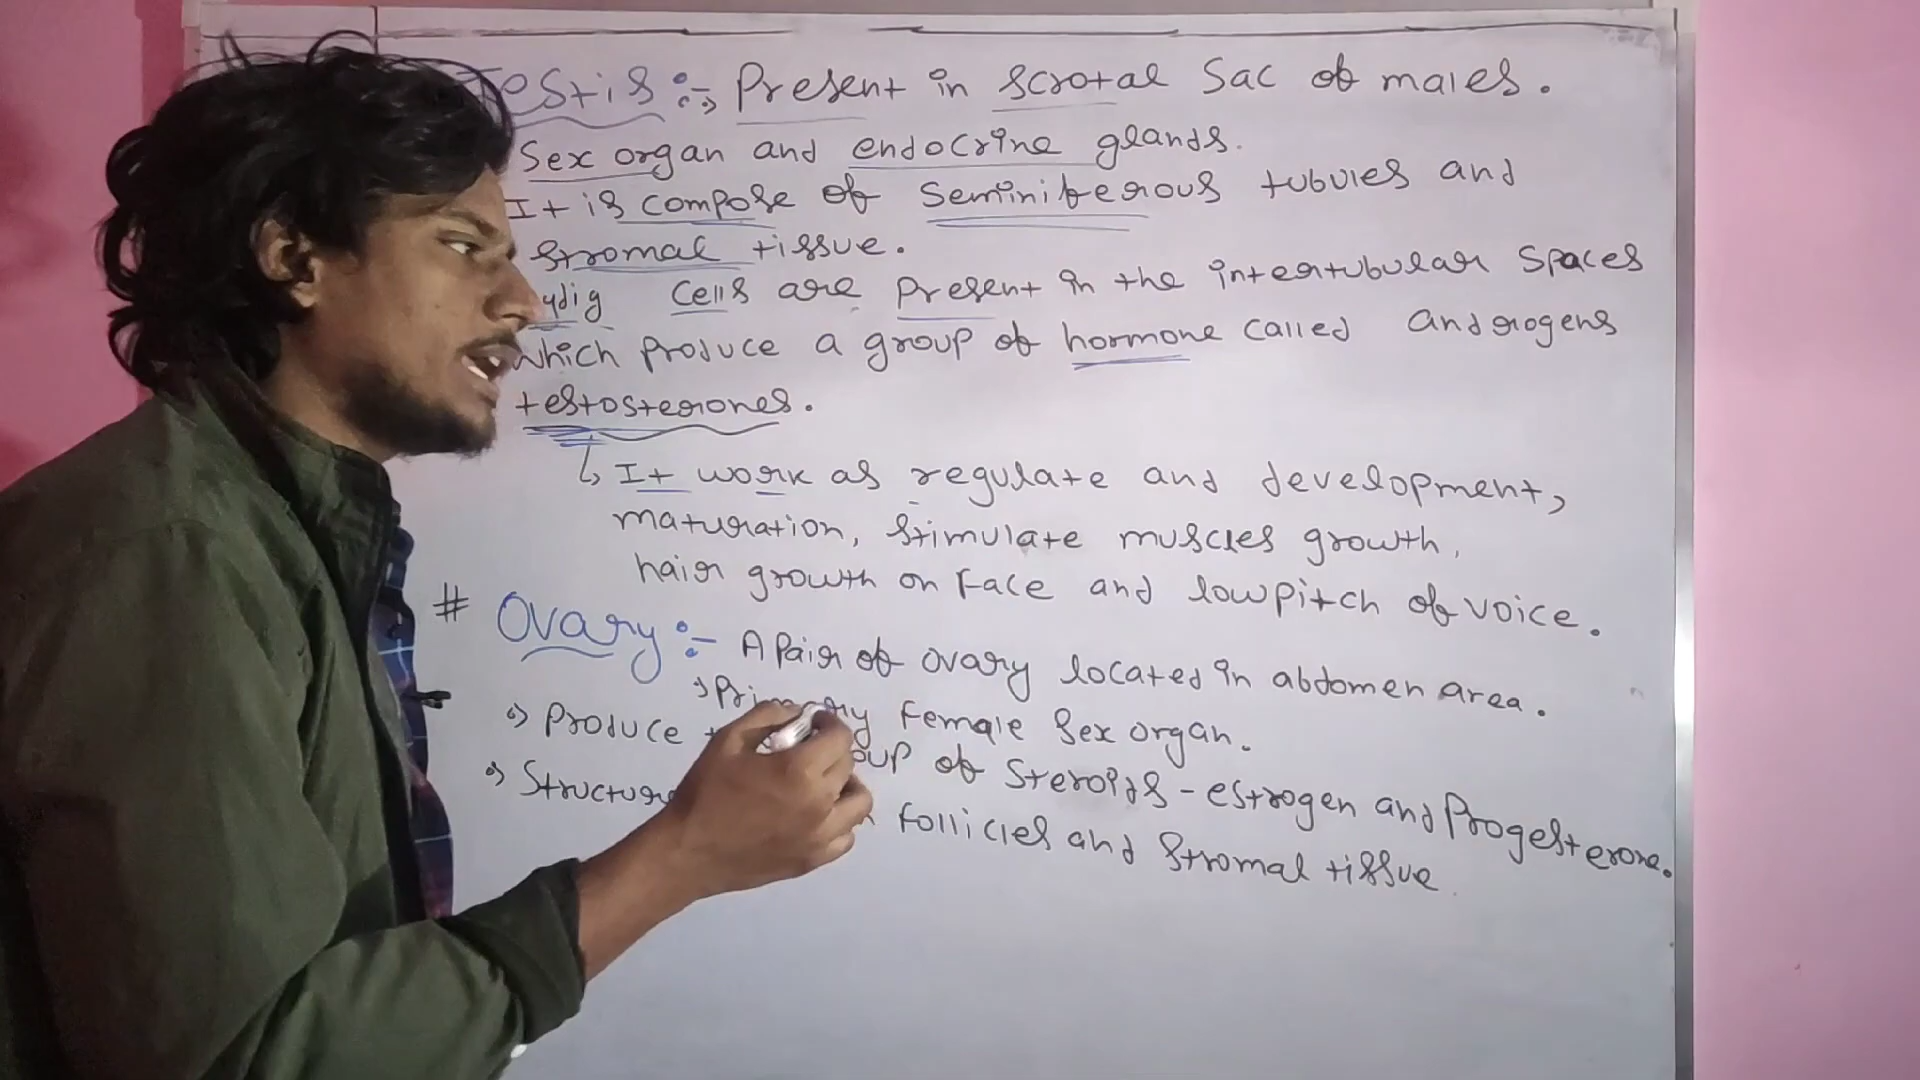 Testis :-> Present in scrotal Sac of males.
Sex organ and endocrine glands.
It is compose of Seminiferous tubules and
stromal tissue.
Cells are Present in the intertubular Spaces
which produce a group of hormone called androgens
testosterones.
↳ It work as regulate and development,
maturation, stimulate muscles growth,
hair growth on Face and low pitch of voice.
# Ovary :- A Pair of ovary located in abdomen area.
Primary Female Sex organ.
Produce of Steroids - estrogen and Progesterone.
Structure follicles and Stromal tissue